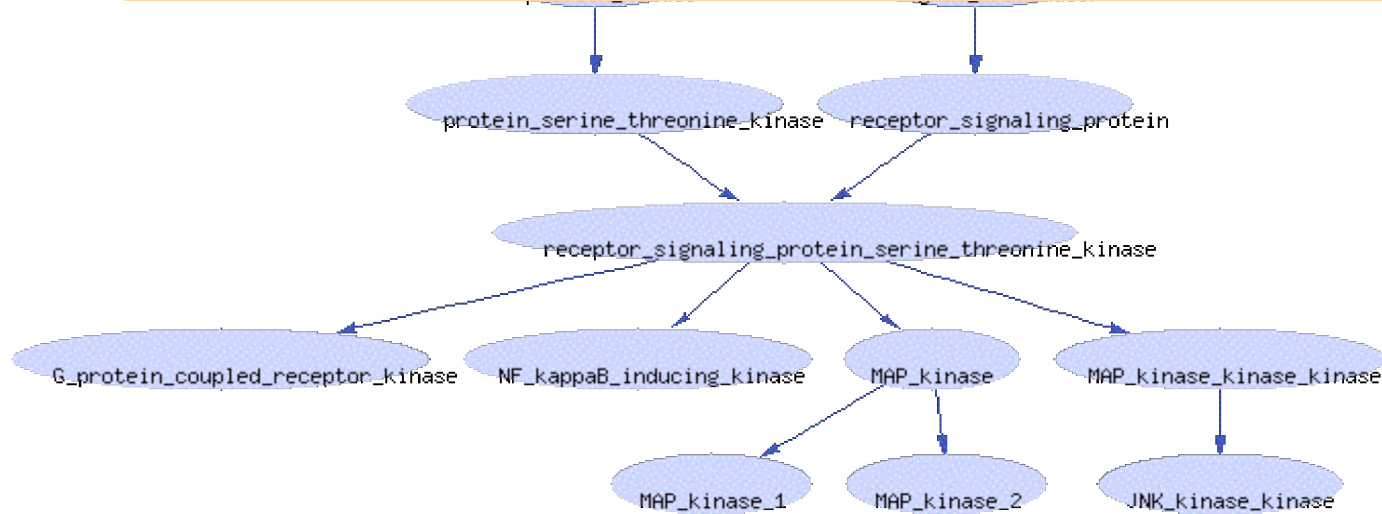 protein_serine_threonine_kinase receptor_signaling_protein
receptor_signaling_protein_serine_threonine_kinase
G_protein_coupled_receptor_kinase NF_kappaB_inducing_kinase MAP_kinase MAP_kinase_kinase_kinase
MAP_kinase_1 MAP_kinase_2 JNK_kinase_kinase